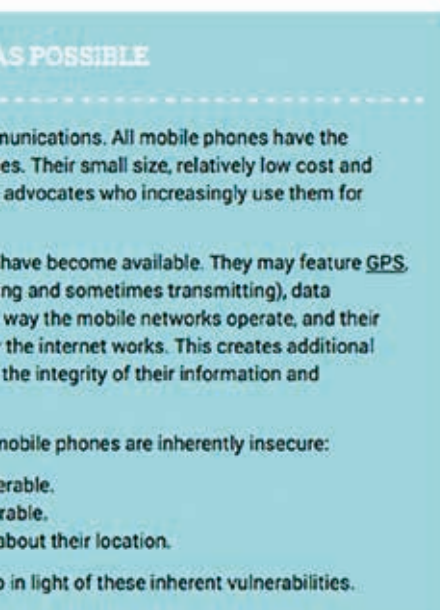 AS POSSIBLE
munications. All mobile phones have the
es. Their small size, relatively low cost and
advocates who increasingly use them for
have become available. They may feature GPS,
ng and sometimes transmitting), data
way the mobile networks operate, and their
the internet works. This creates additional
the integrity of their information and
mobile phones are inherently insecure:
erable.
rable.
about their location.
o in light of these inherent vulnerabilities.